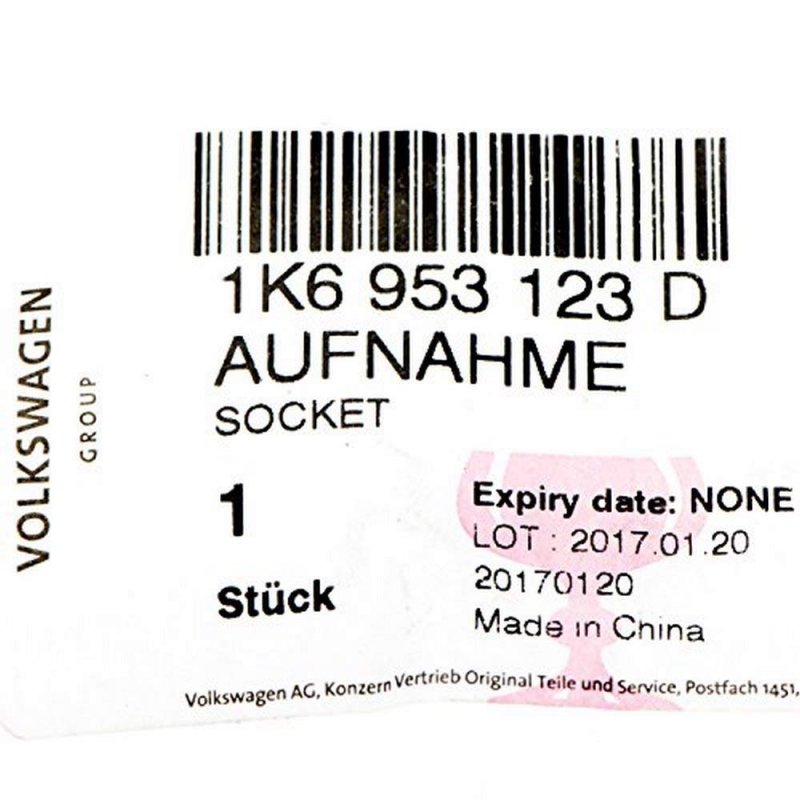 VOLKSWAGEN
GROUP
1K6 953 123 D
AUFNAHME
SOCKET
1
Stück
Expiry date: NONE
LOT : 2017.01.20
20170120
Made in China
Volkswagen AG, Konzern Vertrieb Original Teile und Service, Postfach 1451,